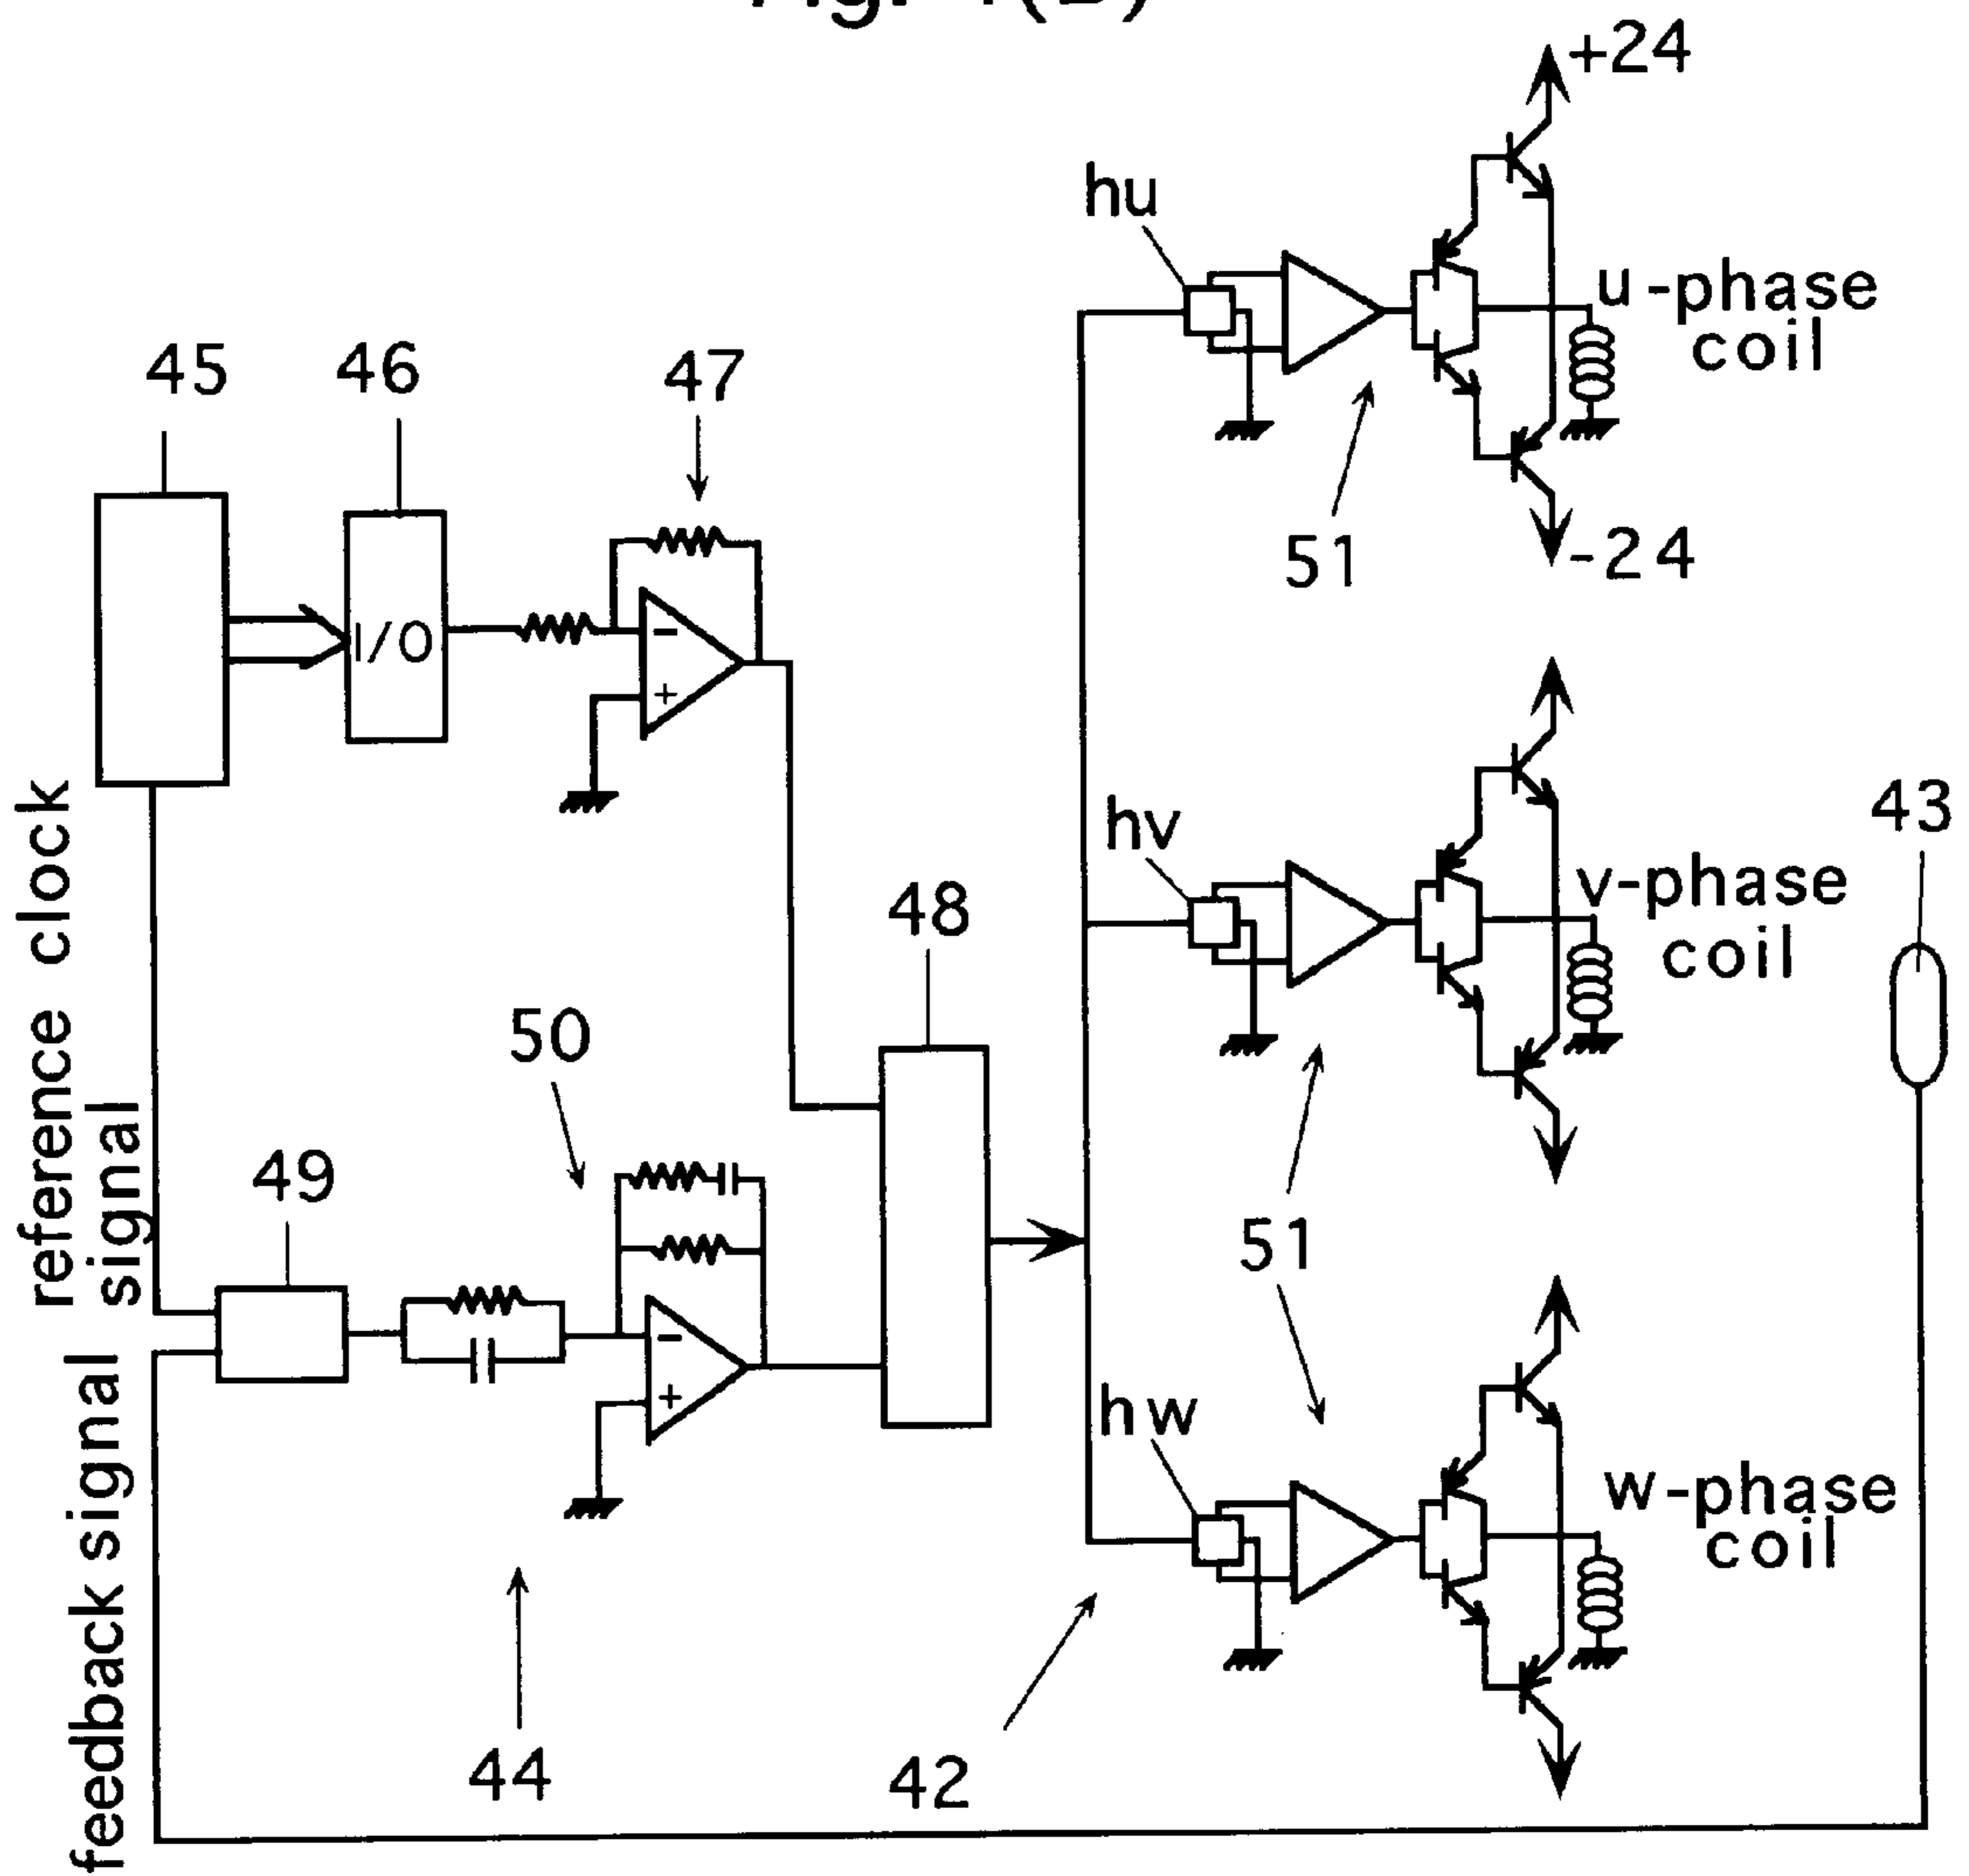 +24
hu
u-phase
coil
45
46
47
51
-24
I/O
-
+
reference clock
signal
hv
v-phase
coil
43
48
50
49
51
-
+
hw
w-phase
coil
feedback signal
44
42